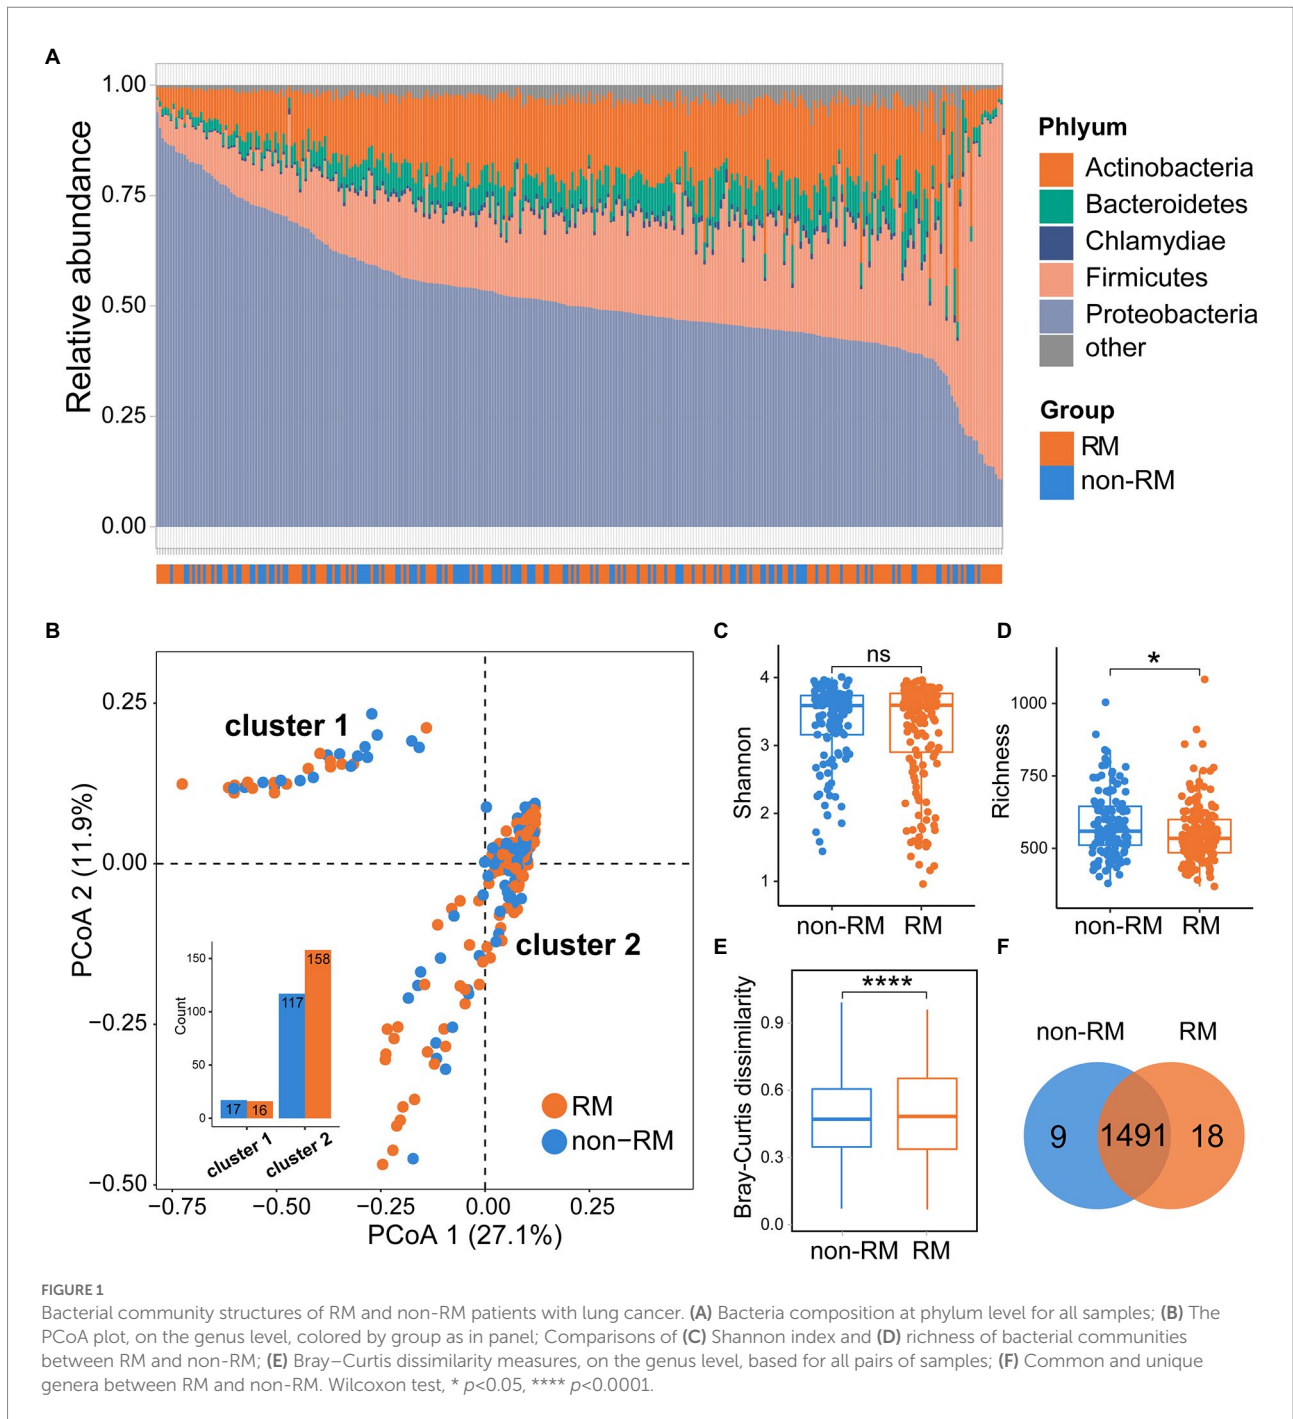 A
1.00
0.75
0.50
0.25
0.00
Relative abundance
Phlyum
Actinobacteria
Bacteroidetes
Chlamydiae
Firmicutes
Proteobacteria
other
Group
RM
non-RM
B
0.25
0.00
−0.25
−0.50
PCoA 2 (11.9%)
cluster 1
cluster 2
150
100
50
0
Count
17
16
117
158
cluster 1
cluster 2
RM
non−RM
−0.75
−0.50
−0.25
0.00
0.25
PCoA 1 (27.1%)
C
ns
4
3
2
1
Shannon
non-RM
RM
D
*
1000
750
500
Richness
non-RM
RM
E
****
0.9
0.6
0.3
0.0
Bray-Curtis dissimilarity
non-RM
RM
F
non-RM
RM
9
1491
18
FIGURE 1
Bacterial community structures of RM and non-RM patients with lung cancer. (A) Bacteria composition at phylum level for all samples; (B) The
PCoA plot, on the genus level, colored by group as in panel; Comparisons of (C) Shannon index and (D) richness of bacterial communities
between RM and non-RM; (E) Bray–Curtis dissimilarity measures, on the genus level, based for all pairs of samples; (F) Common and unique
genera between RM and non-RM. Wilcoxon test, * p<0.05, **** p<0.0001.